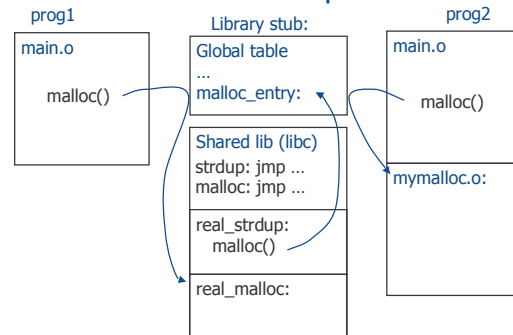 prog1
main.o
malloc()
Library stub:
Global table
...
malloc_entry:
Shared lib (libc)
strdup: jmp ...
malloc: jmp ...
real_strdup:
malloc()
real_malloc:
prog2
main.o
malloc()
mymalloc.o: